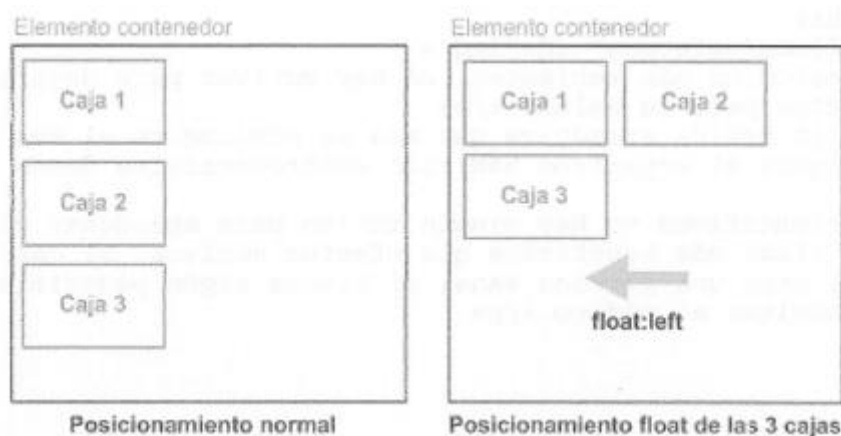 Elemento contenedor
Caja 1
Caja 2
Caja 3
Posicionamiento normal
Elemento contenedor
Caja 1
Caja 2
Caja 3
float:left
Posicionamiento float de las 3 cajas